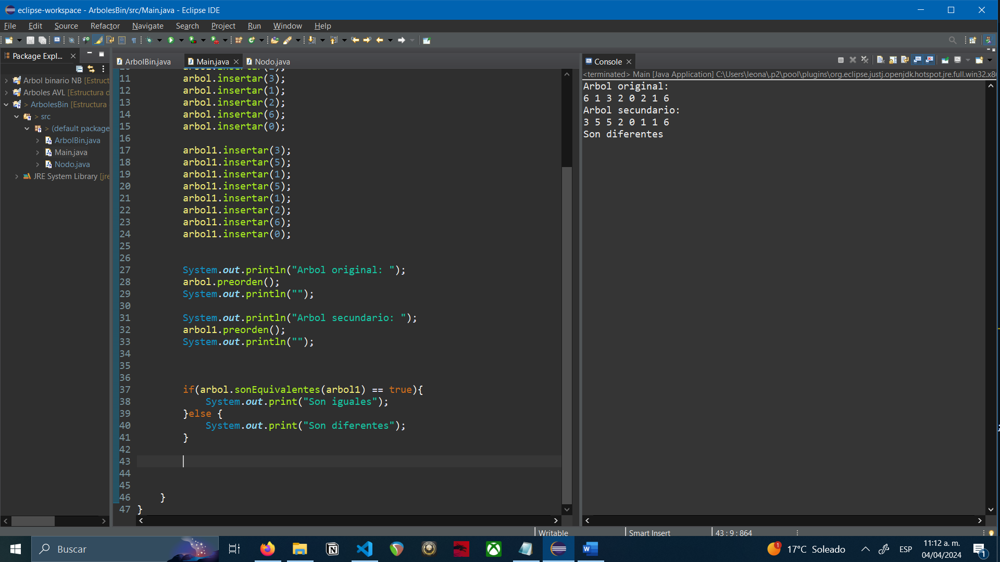 eclipse-workspace - ArbolesBin/src/Main.java - Eclipse IDE
File Edit Source Refactor Navigate Search Project Run Window Help
Package Expl...
Arbol binario NB [Estruct
Arboles AVL [Estructura d
> ArbolesBin [Estructura
> src
> (default package
ArbolBin.java
Main.java
Nodo.java
JRE System Library [jre
ArbolBin.java Main.java Nodo.java
11 arbol.insertar(3);
12 arbol.insertar(1);
13 arbol.insertar(2);
14 arbol.insertar(6);
15 arbol.insertar(0);
16
17 arbol1.insertar(3);
18 arbol1.insertar(5);
19 arbol1.insertar(1);
20 arbol1.insertar(5);
21 arbol1.insertar(1);
22 arbol1.insertar(2);
23 arbol1.insertar(6);
24 arbol1.insertar(0);
25
26
27 System.out.println("Arbol original: ");
28 arbol.preorden();
29 System.out.println("");
30
31 System.out.println("Arbol secundario: ");
32 arbol1.preorden();
33 System.out.println("");
34
35
36
37 if(arbol.sonEquivalentes(arbol1) == true){
38 System.out.print("Son iguales");
39 }else {
40 System.out.print("Son diferentes");
41 }
42
43
44
45
46 }
47 }
Console
<terminated> Main [Java Application] C:\Users\leona\.p2\pool\plugins\org.eclipse.justj.openjdk.hotspot.jre.full.win32.x8
Arbol original:
6 1 3 2 0 2 1 6
Arbol secundario:
3 5 5 2 0 1 1 6
Son diferentes
Writable Smart Insert 43 : 9 : 864
Buscar
1 17°C Soleado ESP
11:12 a. m.
04/04/2024
1